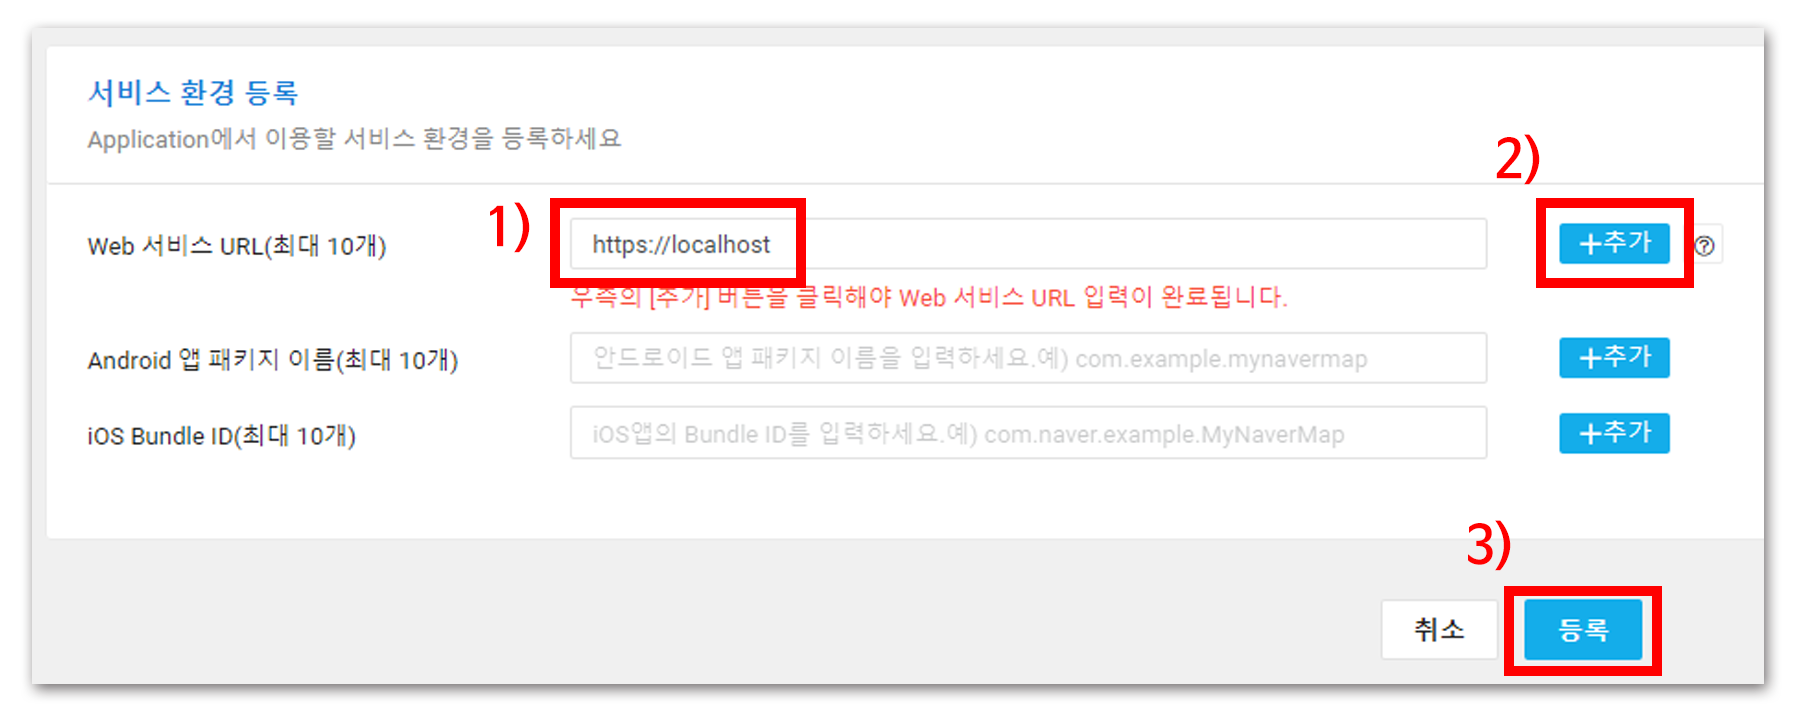 서비스 환경 등록
Application에서 이용할 서비스 환경을 등록하세요
2)
1)
Web 서비스 URL(최대 10개)
https://localhost
+추가
?
우측의 [추가] 버튼을 클릭해야 Web 서비스 URL 입력이 완료됩니다.
Android 앱 패키지 이름(최대 10개)
안드로이드 앱 패키지 이름을 입력하세요.예) com.example.mynavermap
+추가
iOS Bundle ID(최대 10개)
iOS앱의 Bundle ID를 입력하세요.예) com.naver.example.MyNaverMap
+추가
3)
취소
등록